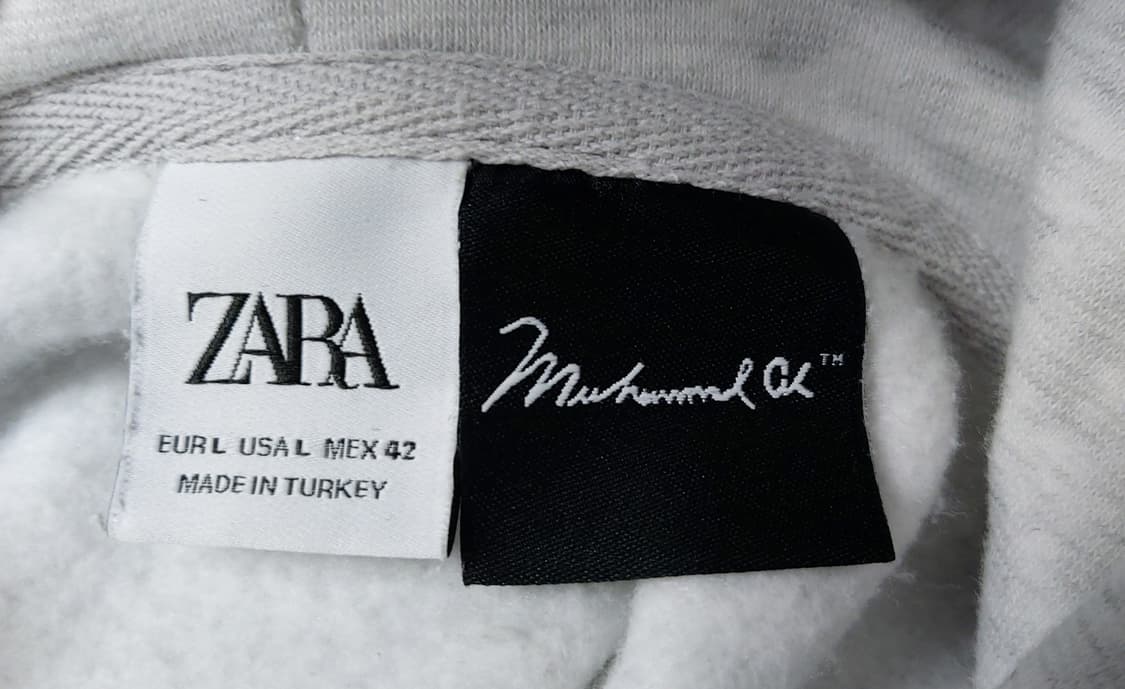 ZARA
EUR L USA L MEX 42
MADE IN TURKEY
Muhammad Ali™